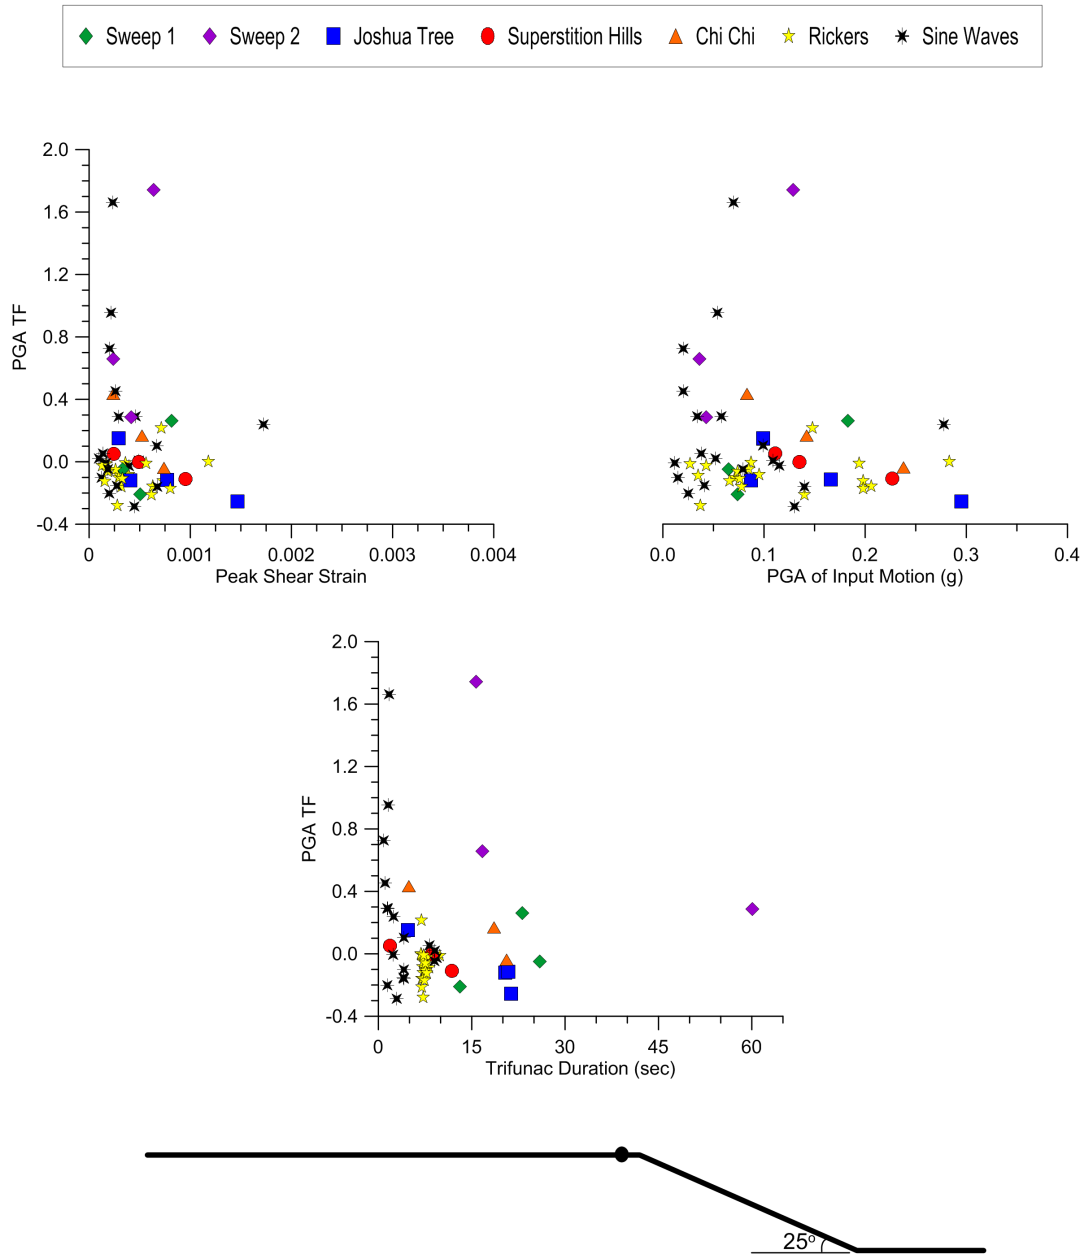 Sweep 1 Sweep 2 Joshua Tree Superstition Hills Chi Chi Rickers Sine Waves
2.0
1.6
1.2
0.8
0.4
0.0
-0.4
PGA TF
0 0.001 0.002 0.003 0.004
Peak Shear Strain
0.0 0.1 0.2 0.3 0.4
PGA of Input Motion (g)
2.0
1.6
1.2
0.8
0.4
0.0
-0.4
PGA TF
0 15 30 45 60
Trifunac Duration (sec)
25º